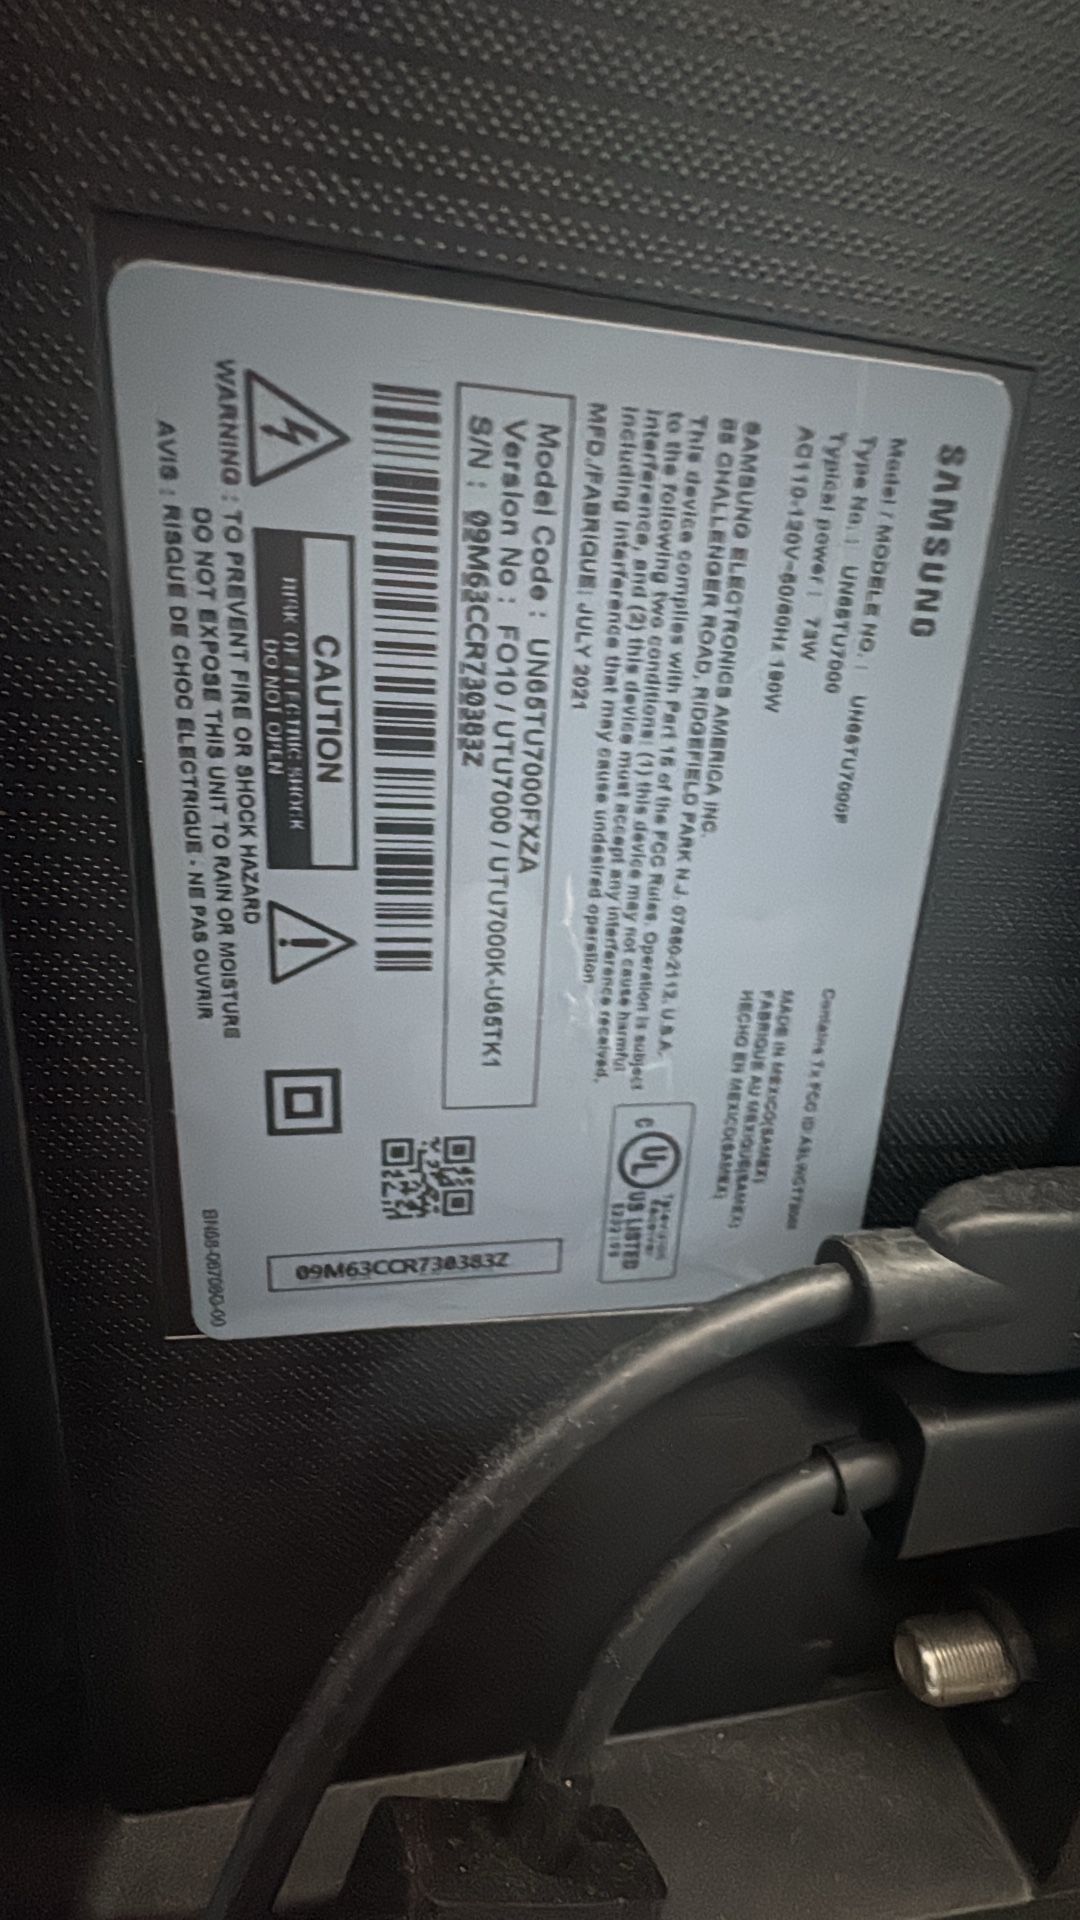 SAMSUNG
Model / MODELE NO. : UN65TU7000F
Type No. : UN65TU7000
Typical power : 73W
AC110-120V~50/60Hz 180W
Contains Tx FCC ID:
MADE IN MEXICO(SAMEX)
FABRIQUE AU MEXIQUE(SAMEX)
HECHO EN MEXICO(SAMEX)
SAMSUNG ELECTRONICS AMERICA INC.
85 CHALLENGER ROAD, RIDGEFIELD PARK N.J. 07660-2112. U.S.A.
This device complies with Part 15 of the FCC Rules. Operation is subject
to the following two conditions: (1) this device may not cause harmful
interference, and (2) this device must accept any interference received,
including interference that may cause undesired operation.
MFD./FABRIQUE: JULY 2021
C UL US LISTED
Television
Receiver
Model Code : UN65TU7000FXZA
Version No : FO10 / UTU7000 / UTU7000K-U65TK1
S/N : 09M63CCR730383Z
09M63CCR730383Z
CAUTION
RISK OF ELECTRIC SHOCK
DO NOT OPEN
WARNING : TO PREVENT FIRE OR SHOCK HAZARD
DO NOT EXPOSE THIS UNIT TO RAIN OR MOISTURE
AVIS : RISQUE DE CHOC ELECTRIQUE - NE PAS OUVRIR